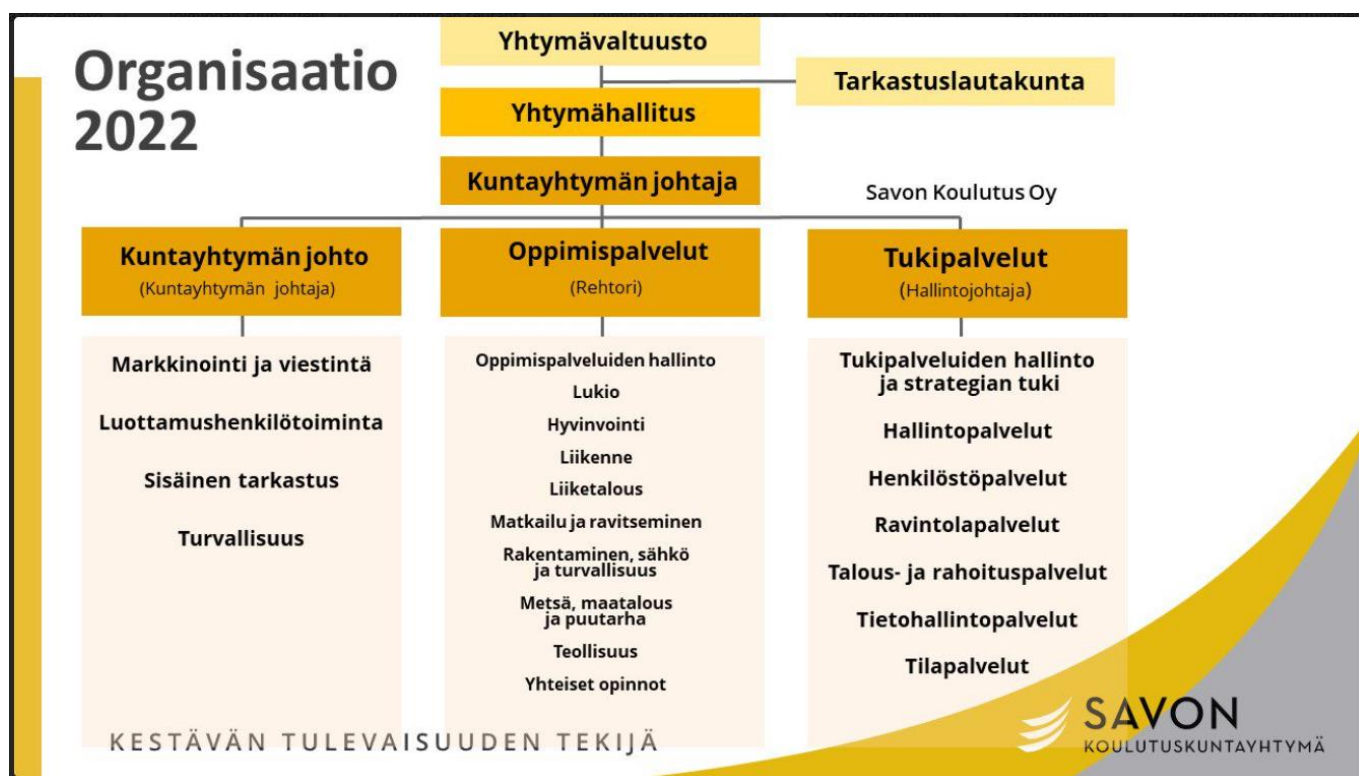 Organisaatio
2022
Yhtymävaltuusto
Tarkastuslautakunta
Yhtymähallitus
Kuntayhtymän johtaja
Savon Koulutus Oy
Kuntayhtymän johto
(Kuntayhtymän johtaja)
Markkinointi ja viestintä
Luottamushenkilötoiminta
Sisäinen tarkastus
Turvallisuus
Oppimispalvelut
(Rehtori)
Oppimispalveluiden hallinto
Lukio
Hyvinvointi
Liikenne
Liiketalous
Matkailu ja ravitseminen
Rakentaminen, sähkö
ja turvallisuus
Metsä, maatalous
ja puutarha
Teollisuus
Yhteiset opinnot
Tukipalvelut
(Hallintojohtaja)
Tukipalveluiden hallinto
ja strategian tuki
Hallintopalvelut
Henkilöstöpalvelut
Ravintolapalvelut
Talous- ja rahoituspalvelut
Tietohallintopalvelut
Tilapalvelut
KESTÄVÄN TULEVAISUUDEN TEKIJÄ
SAVON
KOULUTUSKUNTAYHTYMÄ